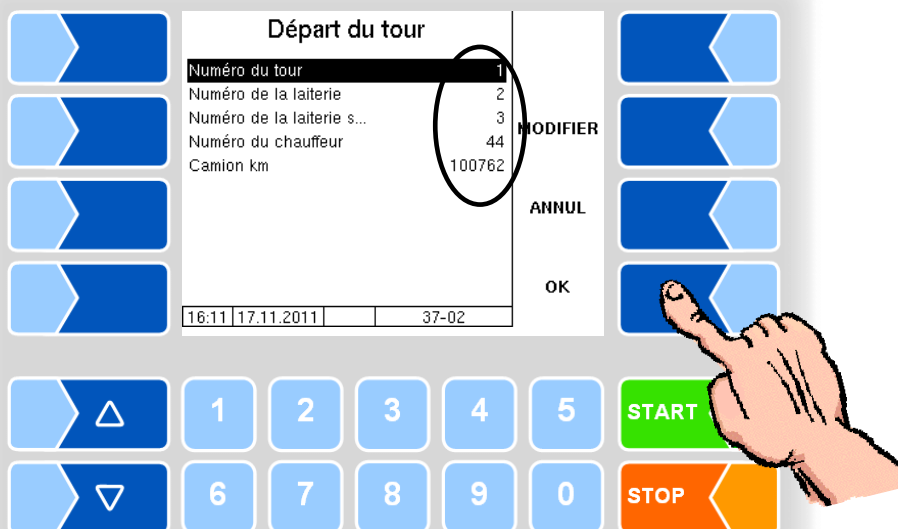 Départ du tour
Numéro du tour 1
Numéro de la laiterie 2
Numéro de la laiterie s... 3
MODIFIER
Numéro du chauffeur 44
Camion km 100762
ANNUL
OK
16:11 17.11.2011 37-02
1 2 3 4 5 START
6 7 8 9 0 STOP